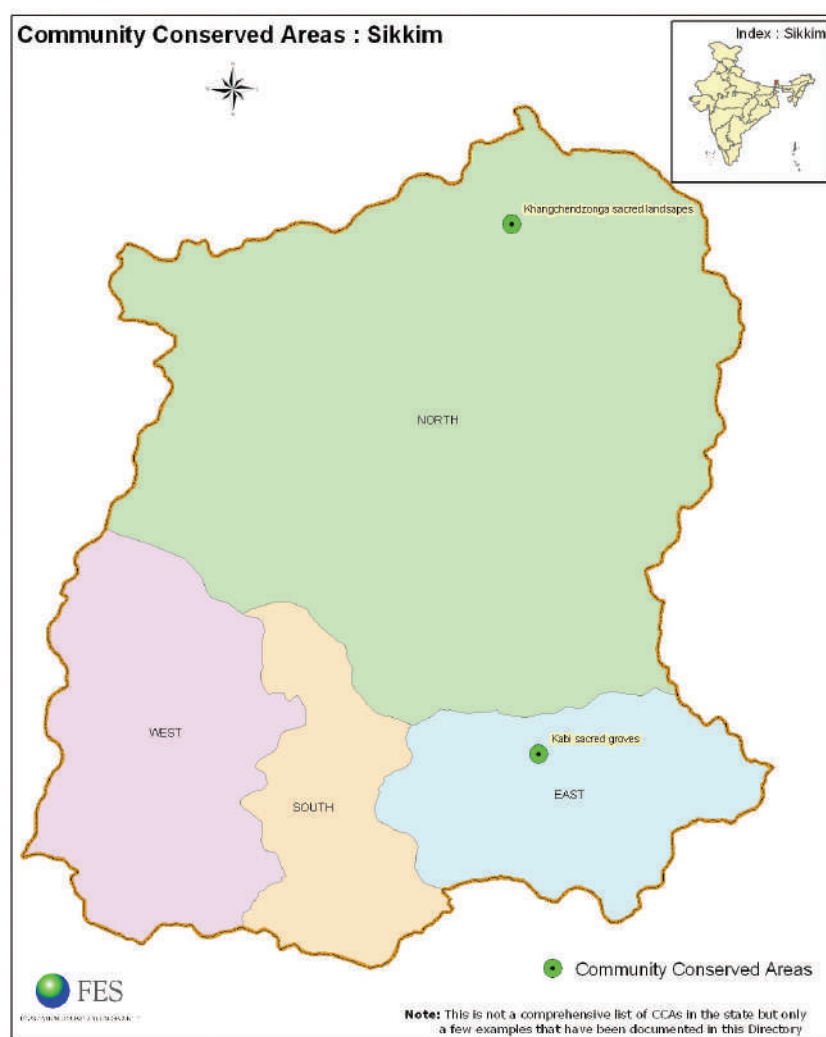 Community Conserved Areas : Sikkim
Index : Sikkim
Khangchendzonga sacred landsapes
NORTH
WEST
Kabi sacred groves
EAST
SOUTH
Community Conserved Areas
FES
Note: This is not a comprehensive list of CCAs in the state but only
a few examples that have been documented in this Directory